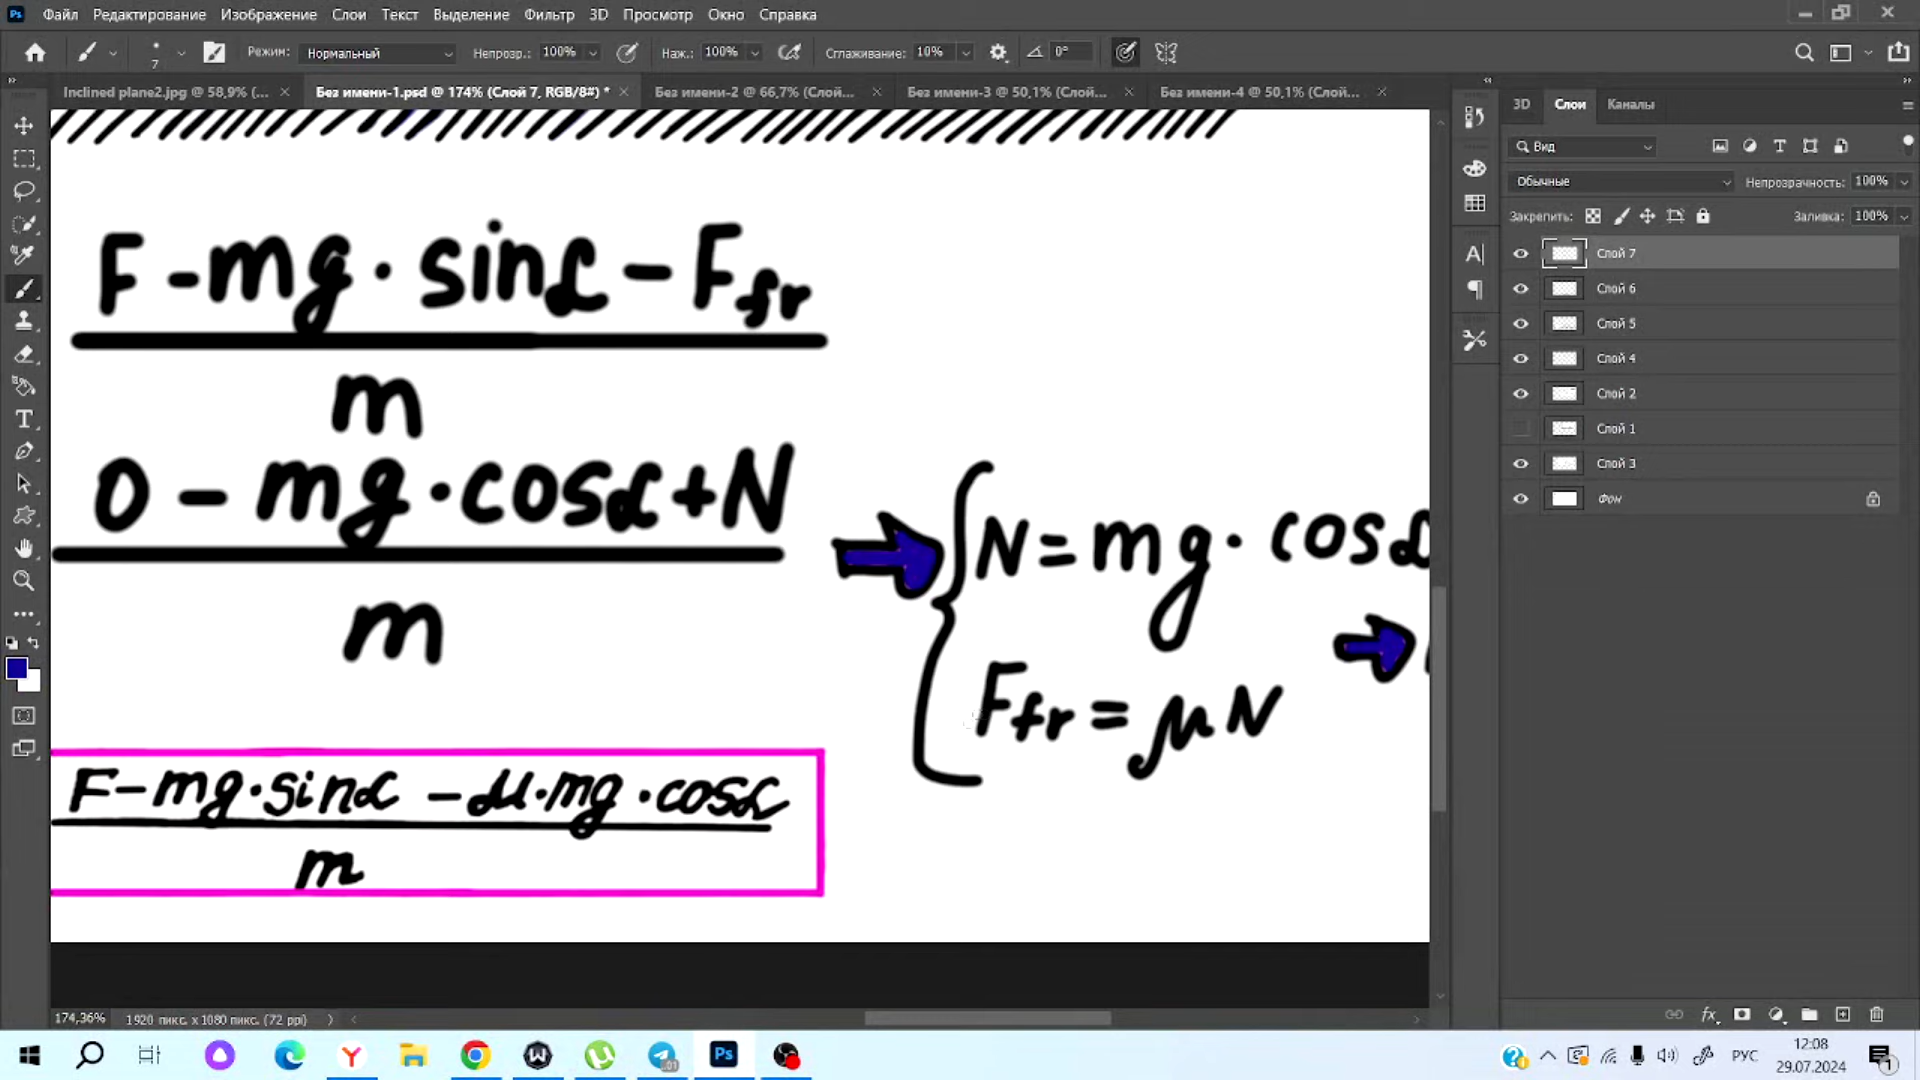 Файл Редактирование Изображение Слои Текст Выделение Фильтр 3D Просмотр Окно Справка
7 Режим: Нормальный Непрозр.: 100% Наж.: 100% Сглаживание: 10% 0°
Inclined plane2.jpg @ 58,9% (... Без имени-1.psd @ 174% (Слой 7, RGB/8#) * Без имени-2 @ 66,7% (Слой... Без имени-3 @ 50,1% (Слой... Без имени-4 @ 50,1% (Слой...
3D Слои Каналы
Вид
Обычные Непрозрачность: 100%
Закрепить: Заливка: 100%
Слой 7
Слой 6
Слой 5
Слой 4
Слой 2
Слой 1
Слой 3
Фон
F - mg · sinα - Ffr
m
0 - mg · cosα + N
m
N = mg · cosα
Ffr = μN
F - mg · sinα - μ · mg · cosα
m
174,36% 1920 пикс. x 1080 пикс. (72 ppi)
РУС 12:08
29.07.2024